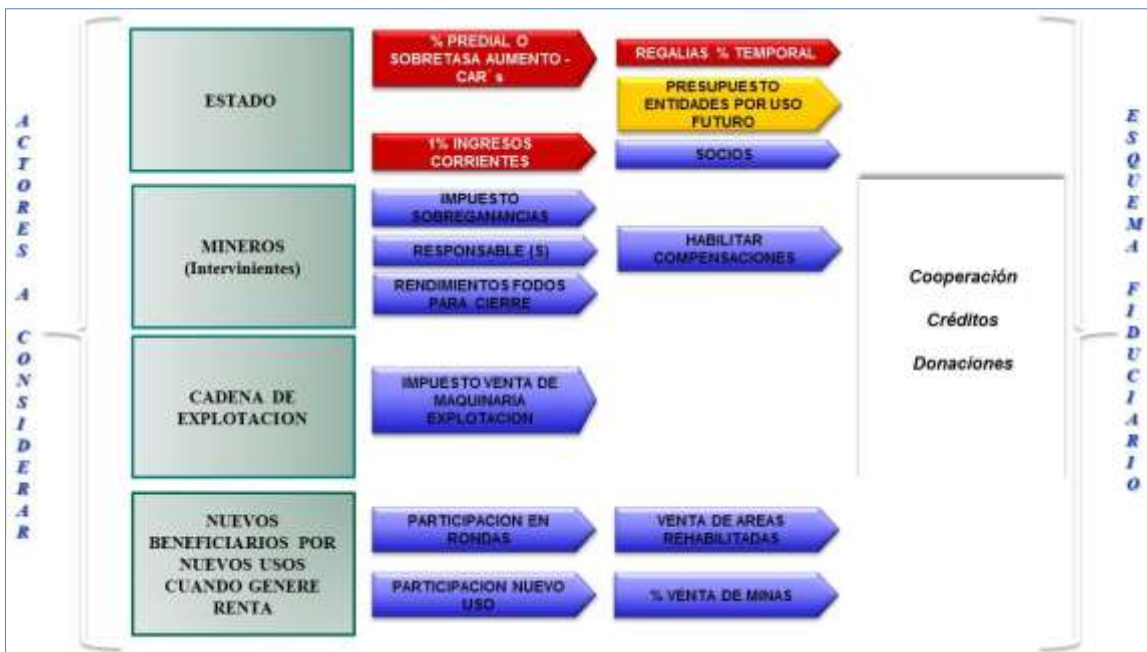 ACTORES A CONSIDERAR
ESTADO
% PREDIAL O
SOBRETASA AUMENTO -
CAR´s
REGALIAS % TEMPORAL
PRESUPUESTO
ENTIDADES POR USO
FUTURO
1% INGRESOS
CORRIENTES
SOCIOS
MINEROS
(Intervinientes)
IMPUESTO
SOBREGANANCIAS
RESPONSABLE (S)
RENDIMIENTOS FODOS
PARA CIERRE
HABILITAR
COMPENSACIONES
CADENA DE
EXPLOTACION
IMPUESTO VENTA DE
MAQUINARIA
EXPLOTACION
NUEVOS
BENEFICIARIOS POR
NUEVOS USOS
CUANDO GENERE
RENTA
PARTICIPACION EN
RONDAS
VENTA DE AREAS
REHABILITADAS
PARTICIPACION NUEVO
USO
% VENTA DE MINAS
Cooperación
Créditos
Donaciones
ESQUEMA FIDUCIARIO